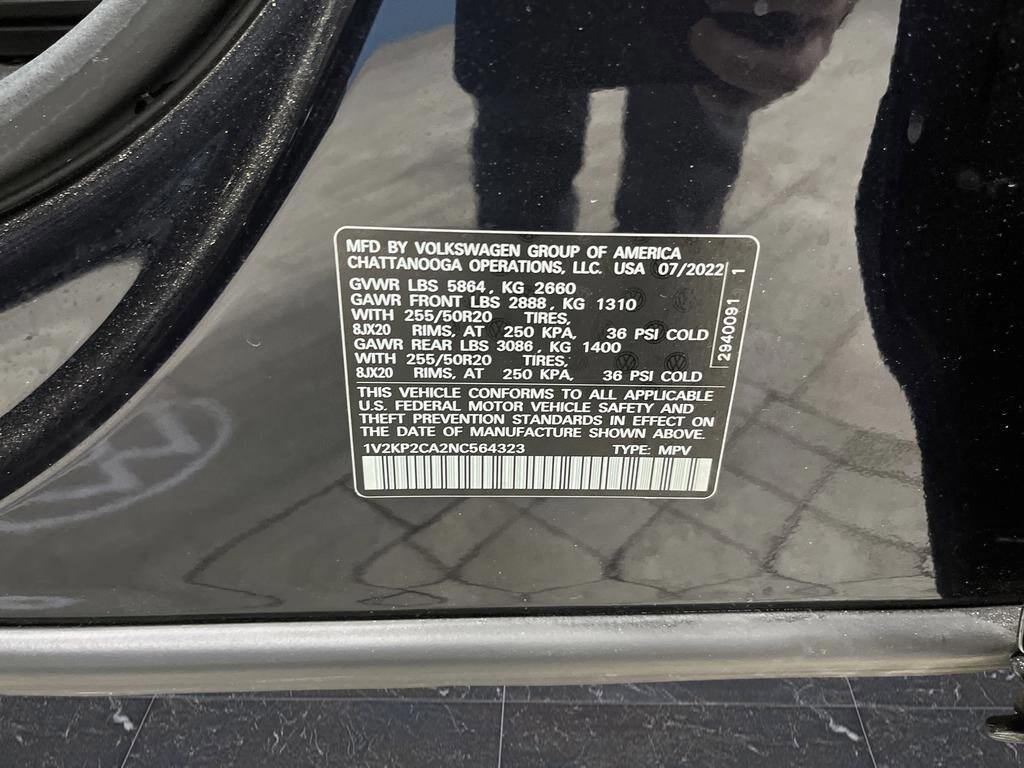 MFD BY VOLKSWAGEN GROUP OF AMERICA
CHATTANOOGA OPERATIONS, LLC. USA 07/2022
GVWR LBS 5864, KG 2660
GAWR FRONT LBS 2888, KG 1310
WITH 255/50R20 TIRES,
8JX20 RIMS, AT 250 KPA, 36 PSI COLD
GAWR REAR LBS 3086, KG 1400
WITH 255/50R20 TIRES,
8JX20 RIMS, AT 250 KPA, 36 PSI COLD
2940091 1
THIS VEHICLE CONFORMS TO ALL APPLICABLE
U.S. FEDERAL MOTOR VEHICLE SAFETY AND
THEFT PREVENTION STANDARDS IN EFFECT ON
THE DATE OF MANUFACTURE SHOWN ABOVE.
1V2KP2CA2NC564323 TYPE: MPV